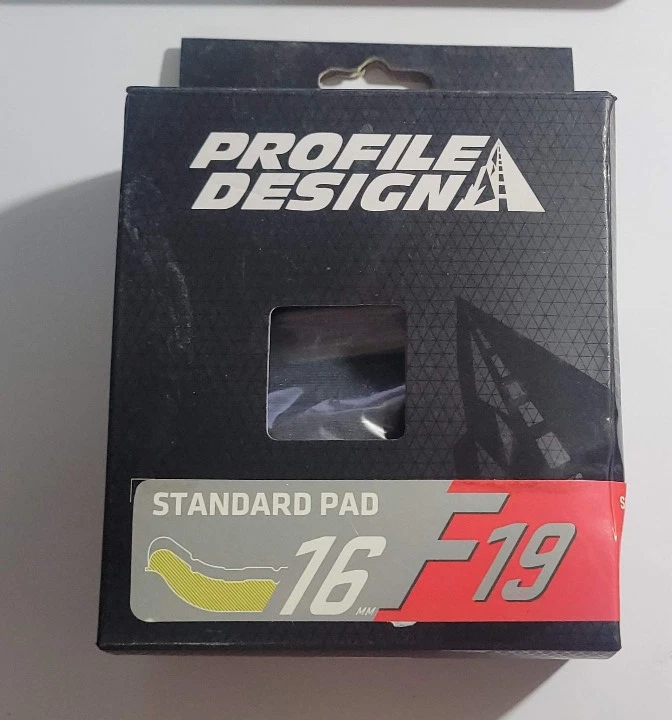 PROFILE
DESIGN
STANDARD PAD
16 MM
F19
S